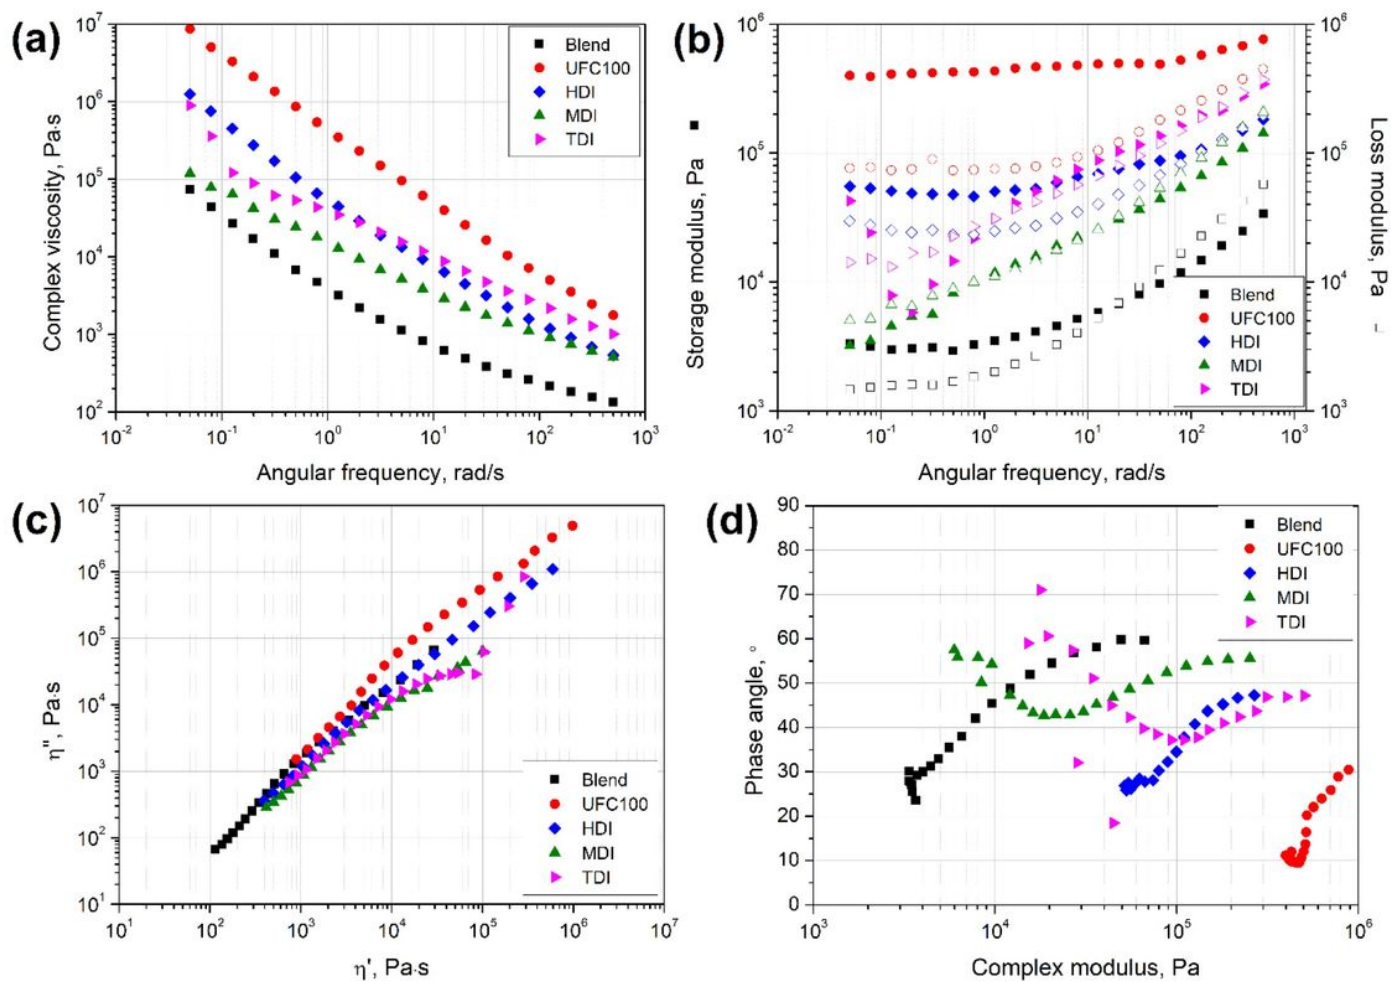 (a)
10⁷
10⁶
10⁵
10⁴
10³
10²
Complex viscosity, Pa·s
Blend
UFC100
HDI
MDI
TDI
10⁻² 10⁻¹ 10⁰ 10¹ 10² 10³
Angular frequency, rad/s
(b)
10⁶
10⁵
10⁴
10³
Storage modulus, Pa
Blend
UFC100
HDI
MDI
TDI
10⁶
10⁵
10⁴
10³
Loss modulus, Pa
10⁻² 10⁻¹ 10⁰ 10¹ 10² 10³
Angular frequency, rad/s
(c)
10⁷
10⁶
10⁵
10⁴
10³
10²
10¹
η", Pa·s
Blend
UFC100
HDI
MDI
TDI
10¹ 10² 10³ 10⁴ 10⁵ 10⁶ 10⁷
η', Pa·s
(d)
90
80
70
60
50
40
30
20
10
0
Phase angle, °
Blend
UFC100
HDI
MDI
TDI
10³ 10⁴ 10⁵ 10⁶
Complex modulus, Pa